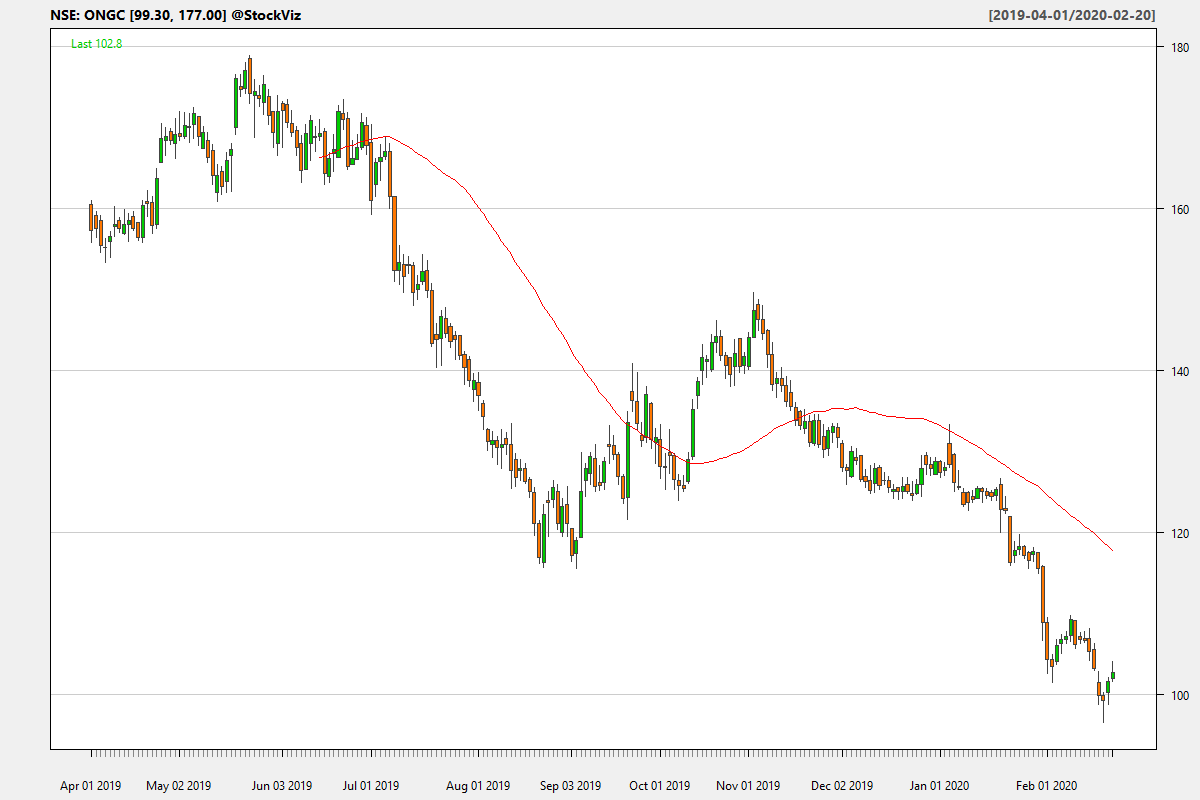 NSE: ONGC [99.30, 177.00] @StockViz
[2019-04-01/2020-02-20]
Last 102.8
180
160
140
120
100
Apr 01 2019
May 02 2019
Jun 03 2019
Jul 01 2019
Aug 01 2019
Sep 03 2019
Oct 01 2019
Nov 01 2019
Dec 02 2019
Jan 01 2020
Feb 01 2020